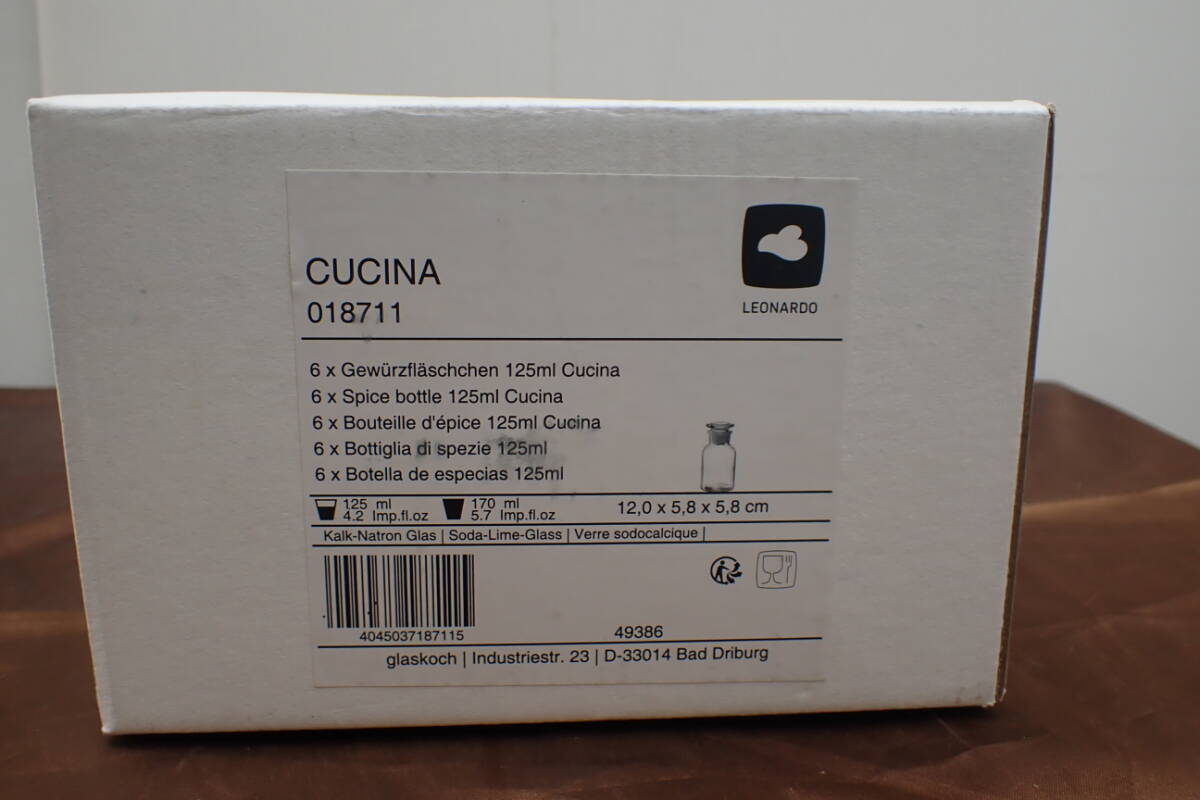 CUCINA
018711
LEONARDO
6 x Gewürzfläschchen 125ml Cucina
6 x Spice bottle 125ml Cucina
6 x Bouteille d'épice 125ml Cucina
6 x Bottiglia di spezie 125ml
6 x Botella de especias 125ml
125 ml
4.2 Imp.fl.oz
170 ml
5.7 Imp.fl.oz
12,0 x 5,8 x 5,8 cm
Kalk-Natron Glas | Soda-Lime-Glass | Verre sodocalcique |
4045037187115
49386
glaskoch | Industriestr. 23 | D-33014 Bad Driburg